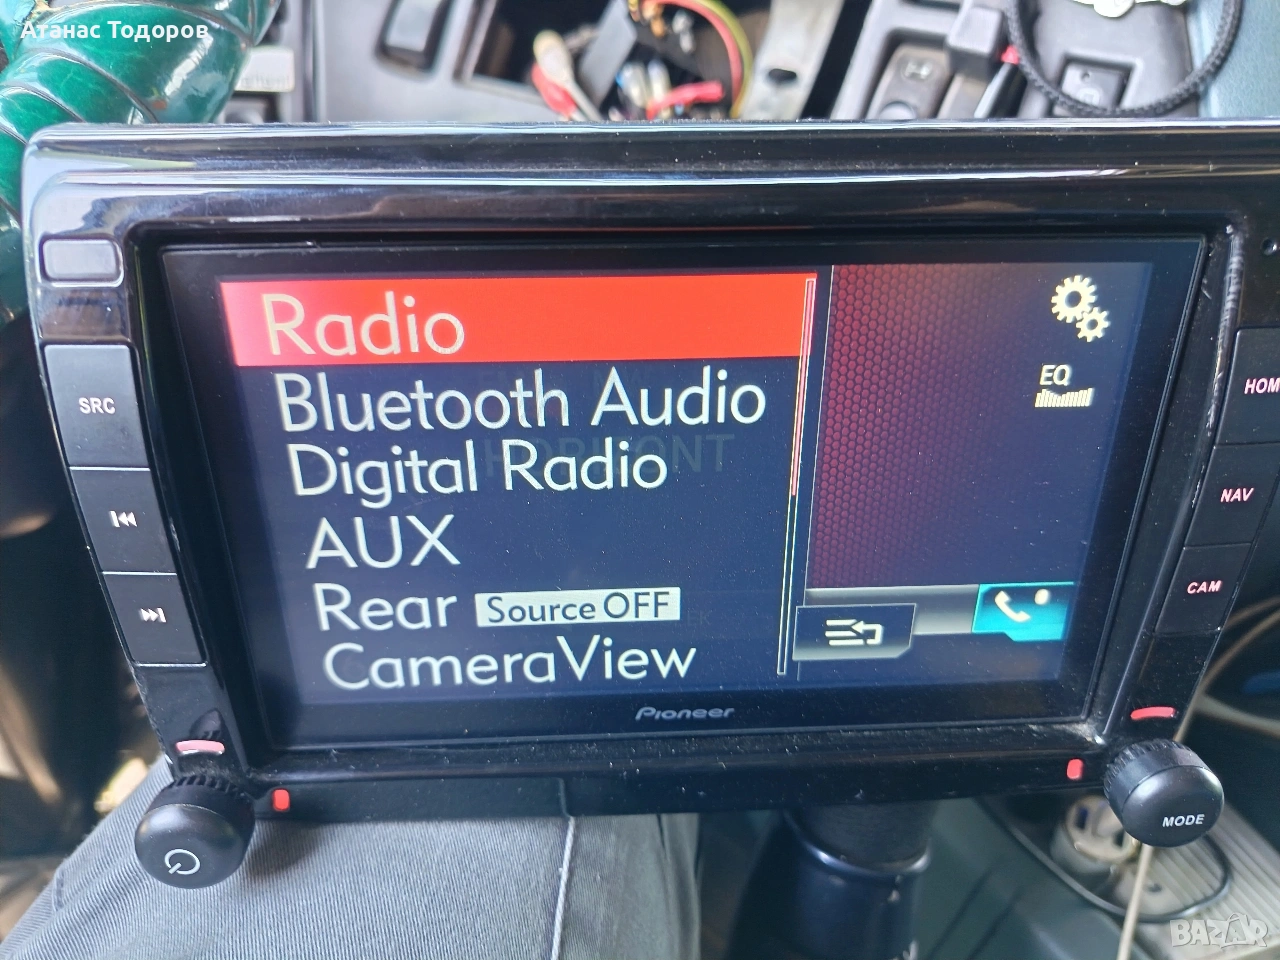 Атанас Тодоров
Radio
EQ
Bluetooth Audio
Digital Radio
AUX
Rear
Source OFF
CameraView
Pioneer
SRC
HOM
NAV
CAM
MODE
BAZAR